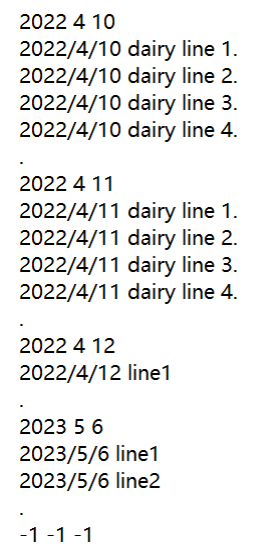 2022 4 10
2022/4/10 dairy line 1.
2022/4/10 dairy line 2.
2022/4/10 dairy line 3.
2022/4/10 dairy line 4.
.
2022 4 11
2022/4/11 dairy line 1.
2022/4/11 dairy line 2.
2022/4/11 dairy line 3.
2022/4/11 dairy line 4.
.
2022 4 12
2022/4/12 line1
.
2023 5 6
2023/5/6 line1
2023/5/6 line2
.
-1 -1 -1